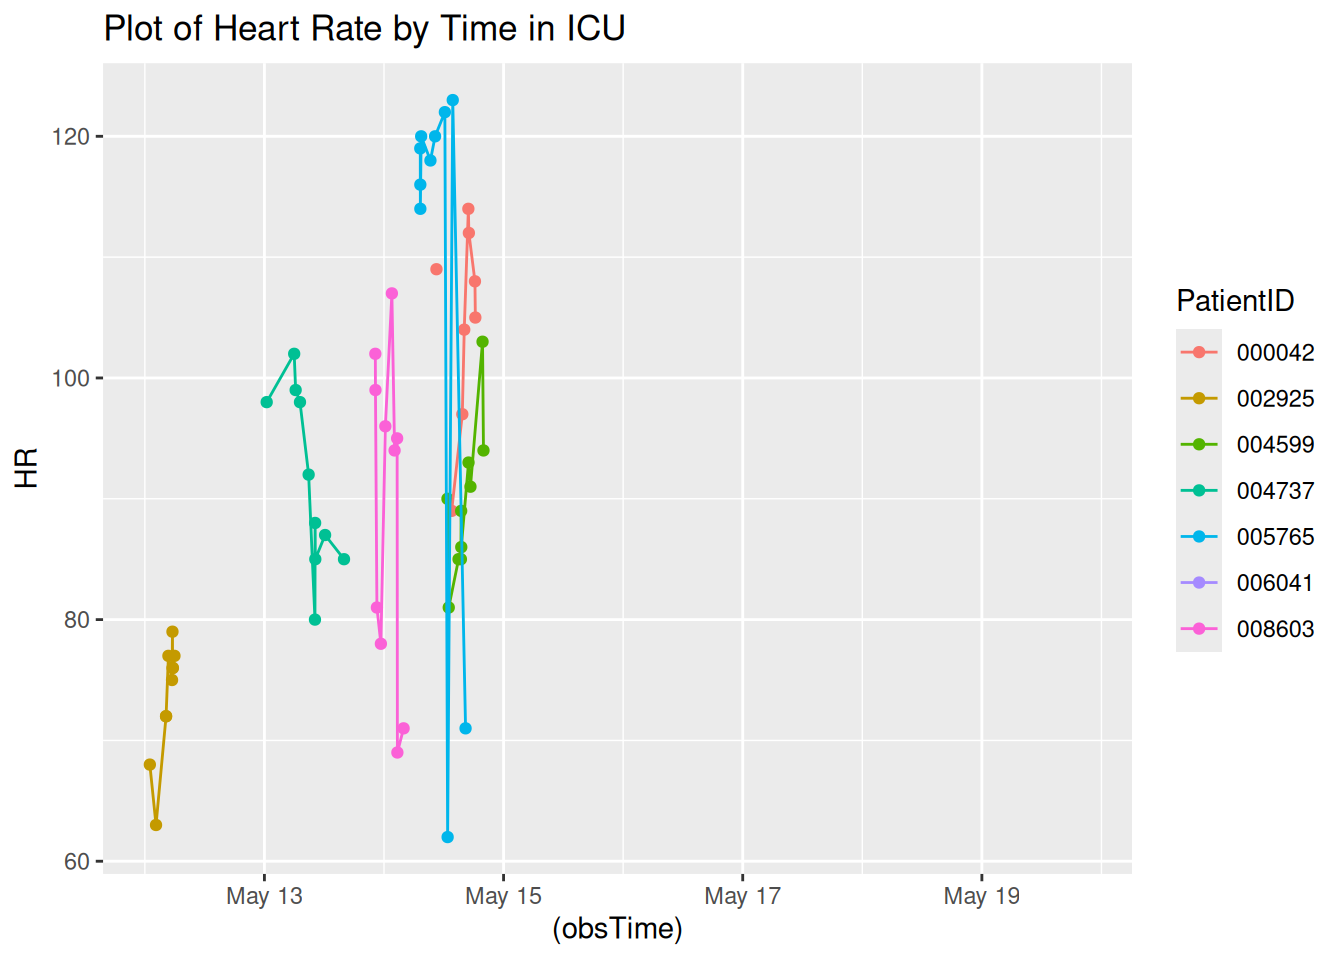 Plot of Heart Rate by Time in ICU
HR
120
100
80
60
May 13
May 15
May 17
May 19
(obsTime)
PatientID
000042
002925
004599
004737
005765
006041
008603